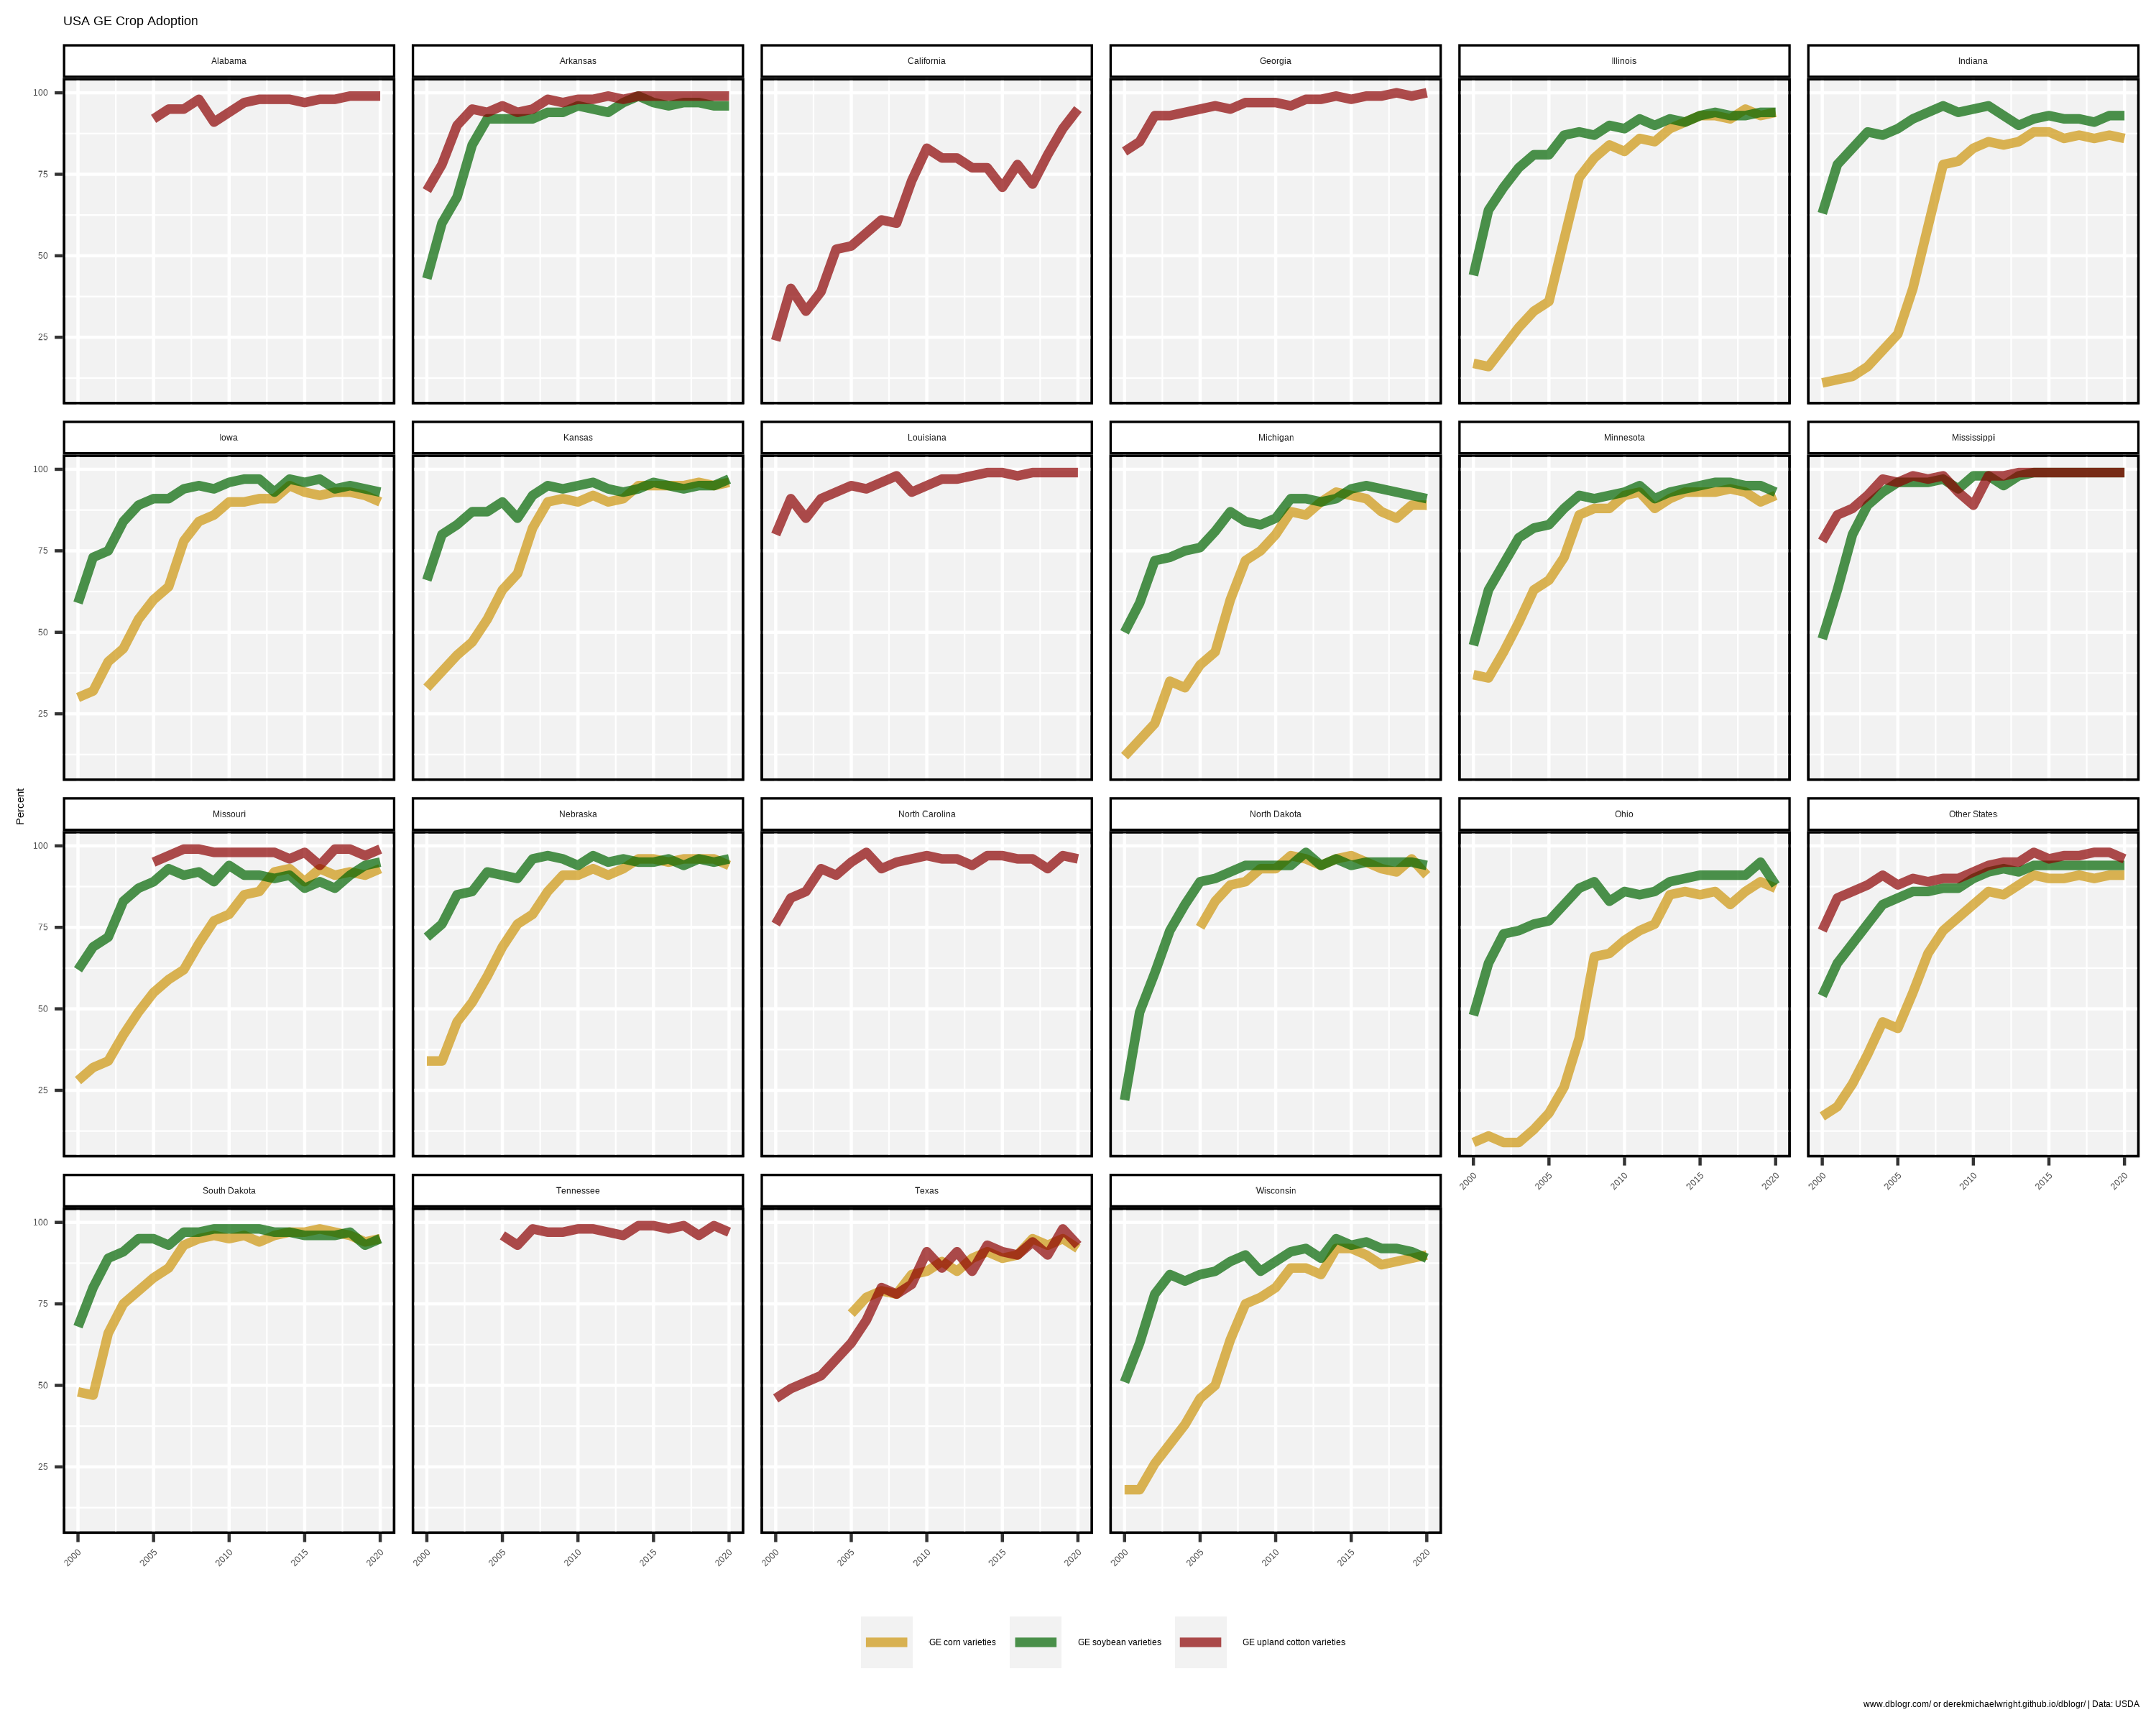 USA GE Crop Adoption
Alabama Arkansas California Georgia Illinois Indiana
100
75
50
25
Iowa Kansas Louisiana Michigan Minnesota Mississippi
100
75
50
25
Percent
Missouri Nebraska North Carolina North Dakota Ohio Other States
100
75
50
25
2000 2005 2010 2015 2020 2000 2005 2010 2015 2020
South Dakota Tennessee Texas Wisconsin
100
75
50
25
2000 2005 2010 2015 2020 2000 2005 2010 2015 2020 2000 2005 2010 2015 2020 2000 2005 2010 2015 2020
GE corn varieties GE soybean varieties GE upland cotton varieties
www.dblogr.com/ or derekmichaelwright.github.io/dblogr/ | Data: USDA